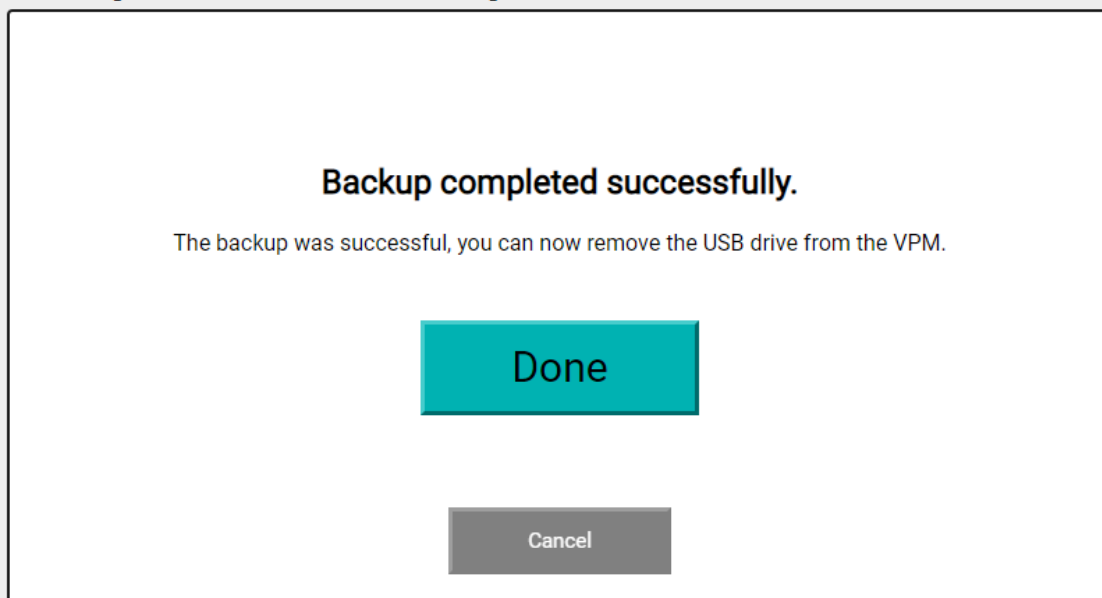 Backup completed successfully.
The backup was successful, you can now remove the USB drive from the VPM.
Done
Cancel